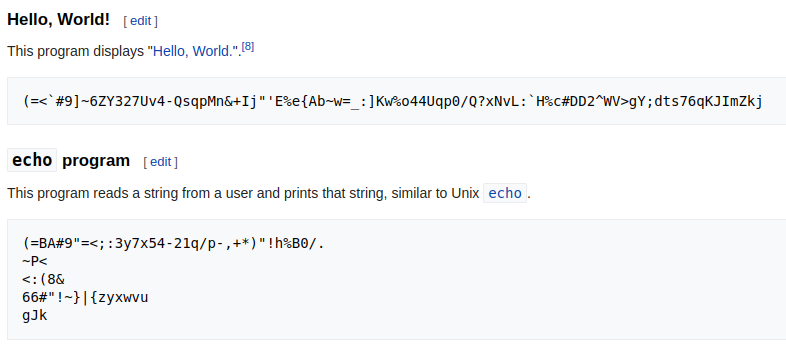 Hello, World! [ edit ]
This program displays "Hello, World.".[8]
(=<`#9]~6ZY327Uv4-QsqpMn&+Ij"'E%e{Ab~w=_:]Kw%o44Uqp0/Q?xNvL:`H%c#DD2^WV>gY;dts76qKJImZkj
echo program [ edit ]
This program reads a string from a user and prints that string, similar to Unix echo.
(=BA#9"=<;:3y7x54-21q/p-,+*)"!h%B0/.
~P<
<:(8&
66#"!~}|{zyxwvu
gJk